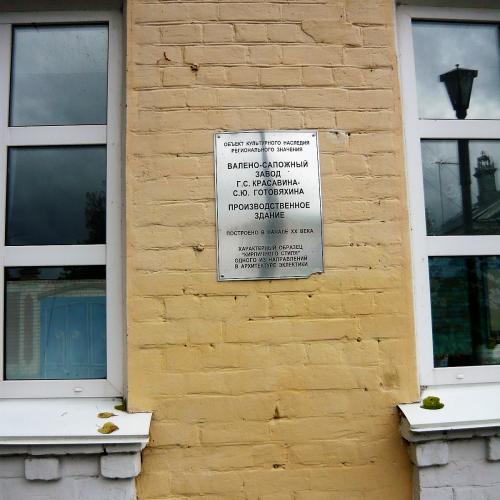 ОБЪЕКТ КУЛЬТУРНОГО НАСЛЕДИЯ
РЕГИОНАЛЬНОГО ЗНАЧЕНИЯ
ВАЛЕНО-САПОЖНЫЙ
ЗАВОД
Г.С. КРАСАВИНА-
С.Ю. ГОТОВЯХИНА
ПРОИЗВОДСТВЕННОЕ
ЗДАНИЕ
ПОСТРОЕНО В НАЧАЛЕ XX ВЕКА
ХАРАКТЕРНЫЙ ОБРАЗЕЦ
"КИРПИЧНОГО СТИЛЯ"
ОДНОГО ИЗ НАПРАВЛЕНИЙ
В АРХИТЕКТУРЕ ЭКЛЕКТИКИ